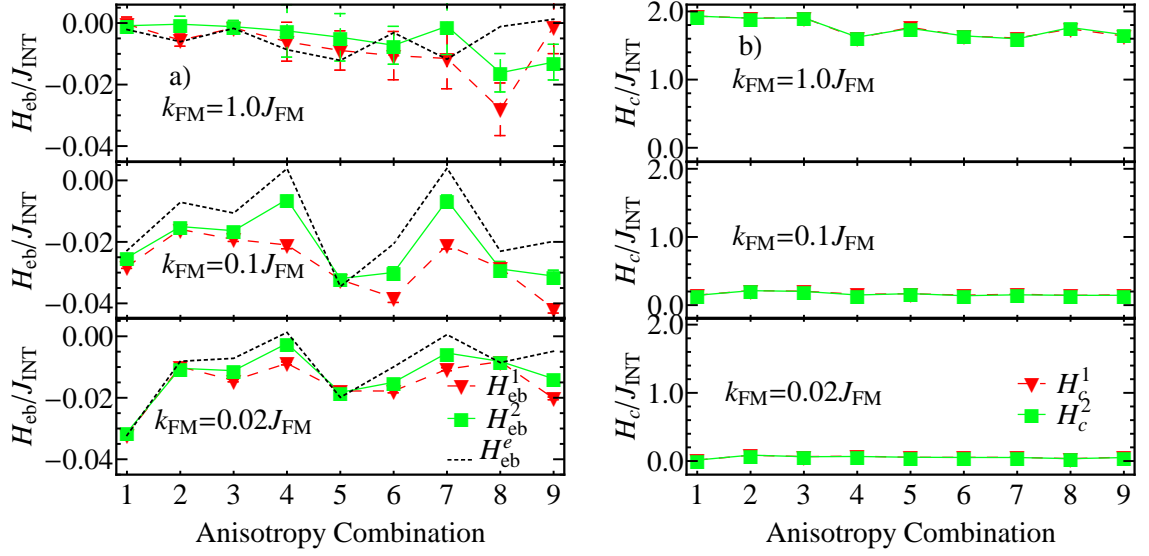 a)
k_FM=1.0J_FM
H_eb/J_INT
0.00
−0.02
−0.04
k_FM=0.1J_FM
H_eb/J_INT
0.00
−0.02
−0.04
k_FM=0.02J_FM
H_eb/J_INT
0.00
−0.02
−0.04
H^1_eb
H^2_eb
H^e_eb
1 2 3 4 5 6 7 8 9
Anisotropy Combination
b)
k_FM=1.0J_FM
H_c/J_INT
2.0
1.0
0.0
k_FM=0.1J_FM
H_c/J_INT
2.0
1.0
0.0
k_FM=0.02J_FM
H_c/J_INT
2.0
1.0
0.0
H^1_c
H^2_c
1 2 3 4 5 6 7 8 9
Anisotropy Combination